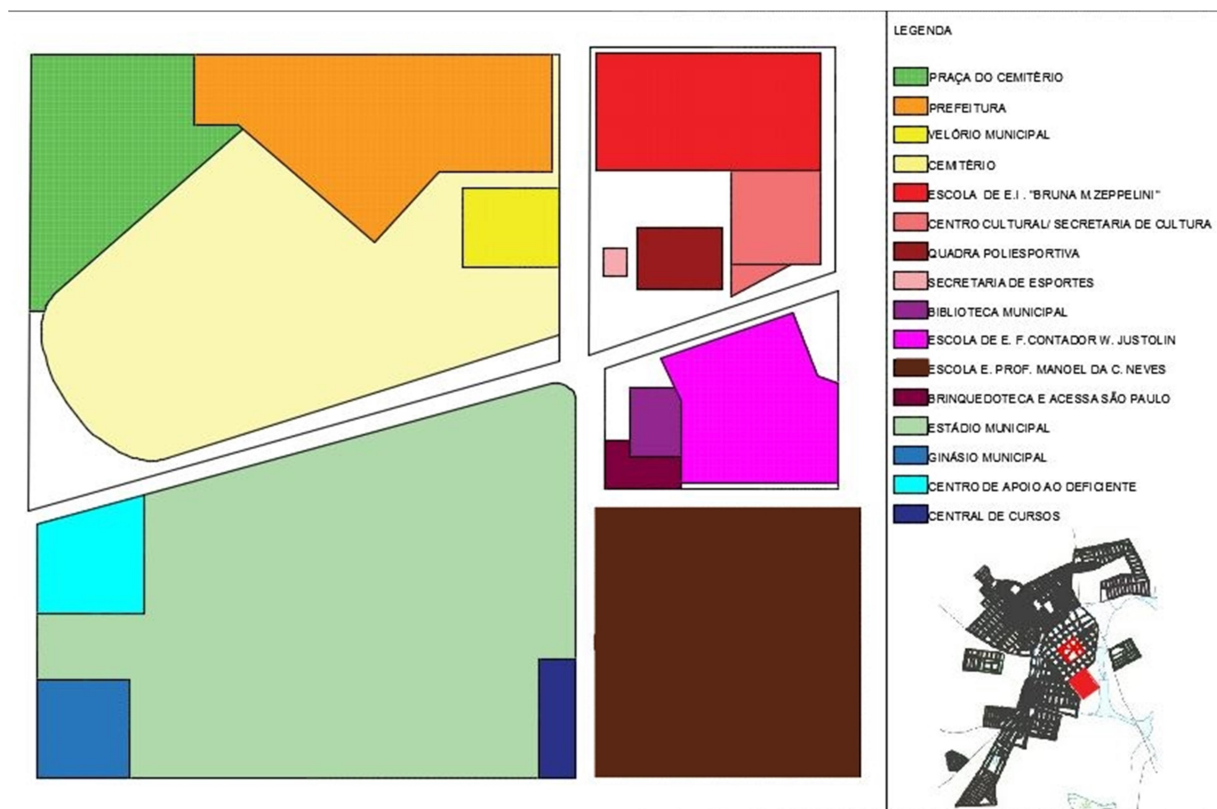 LEGENDA
PRAÇA DO CEMITÉRIO
PREFEITURA
VELÓRIO MUNICIPAL
CEMITÉRIO
ESCOLA DE E.I. "BRUNA M.ZEPPELINI"
CENTRO CULTURAL/ SECRETARIA DE CULTURA
QUADRA POLIESPORTIVA
SECRETARIA DE ESPORTES
BIBLIOTECA MUNICIPAL
ESCOLA DE E. F. CONTADOR W. JUSTOLIN
ESCOLA E. PROF. MANOEL DA C. NEVES
BRINQUEDOTECA E ACESSA SÃO PAULO
ESTÁDIO MUNICIPAL
GINÁSIO MUNICIPAL
CENTRO DE APOIO AO DEFICIENTE
CENTRAL DE CURSOS